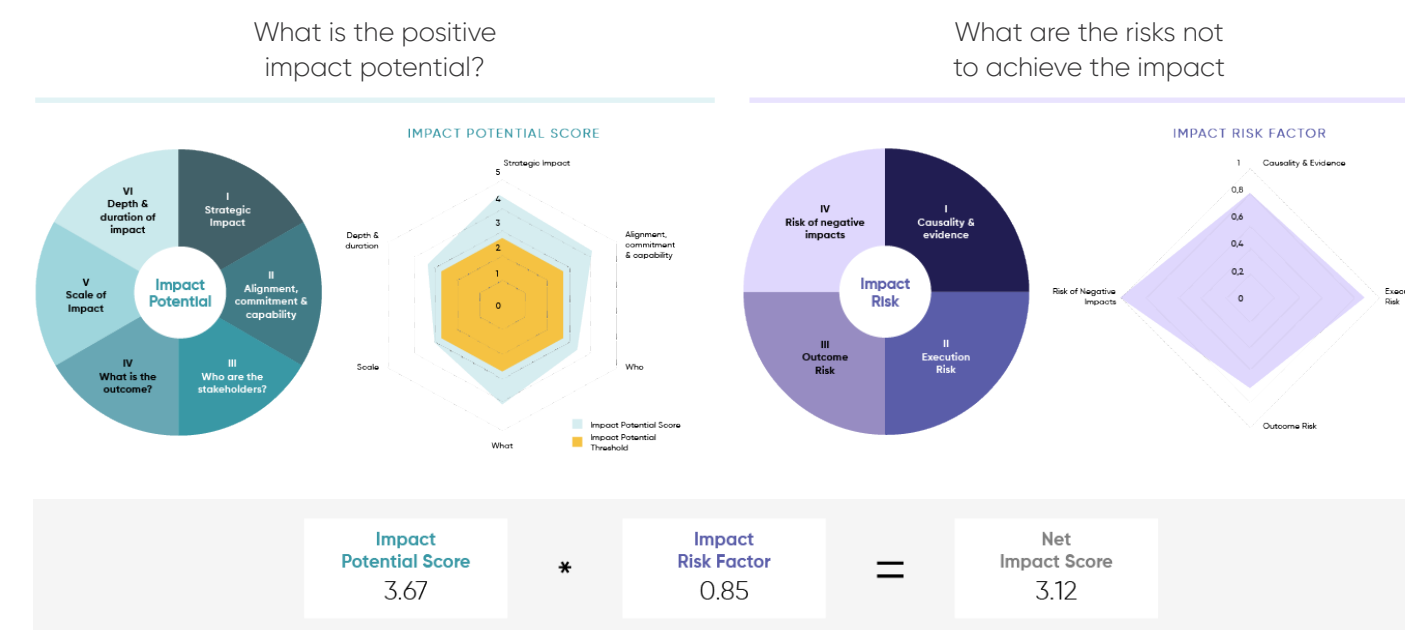 What is the positive
impact potential?
What are the risks not
to achieve the impact
IMPACT POTENTIAL SCORE
Strategic Impact
5
4
3
2
1
0
Alignment,
commitment
& capability
Who
What
Scale
Depth &
duration
Impact Potential Score
Impact Potential
Threshold
I
Strategic
Impact
II
Alignment,
commitment &
capability
III
Who are the
stakeholders?
IV
What is the
outcome?
V
Scale of
Impact
VI
Depth &
duration of
impact
Impact
Potential
IMPACT RISK FACTOR
1
0,8
0,6
0,4
0,2
0
Causality & Evidence
Risk
Outcome Risk
Risk of Negative
Impacts
I
Causality &
evidence
II
Execution
Risk
III
Outcome
Risk
IV
Risk of negative
impacts
Impact
Risk
Impact
Potential Score
3.67
*
Impact
Risk Factor
0.85
=
Net
Impact Score
3.12